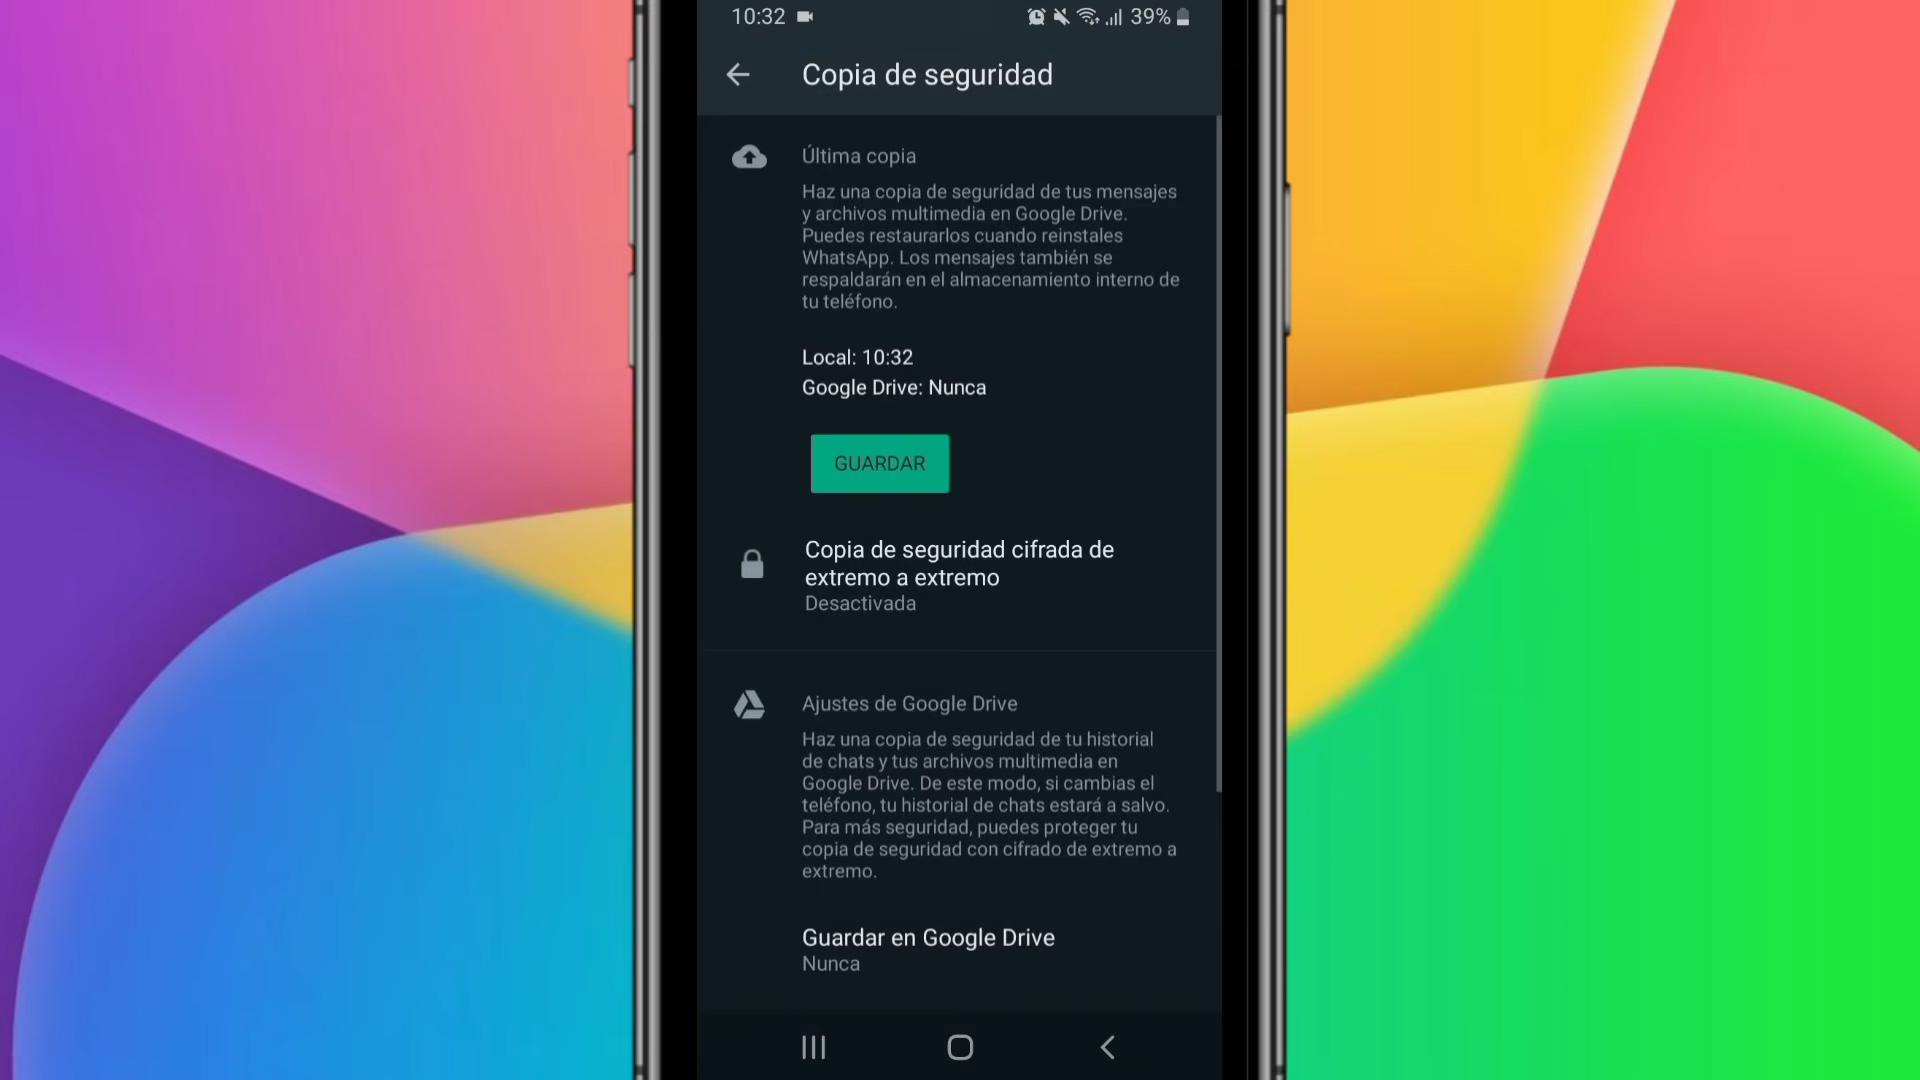 10:32
39%
Copia de seguridad
Última copia
Haz una copia de seguridad de tus mensajes
y archivos multimedia en Google Drive.
Puedes restaurarlos cuando reinstales
WhatsApp. Los mensajes también se
respaldarán en el almacenamiento interno de
tu teléfono.
Local: 10:32
Google Drive: Nunca
GUARDAR
Copia de seguridad cifrada de
extremo a extremo
Desactivada
Ajustes de Google Drive
Haz una copia de seguridad de tu historial
de chats y tus archivos multimedia en
Google Drive. De este modo, si cambias el
teléfono, tu historial de chats estará a salvo.
Para más seguridad, puedes proteger tu
copia de seguridad con cifrado de extremo a
extremo.
Guardar en Google Drive
Nunca